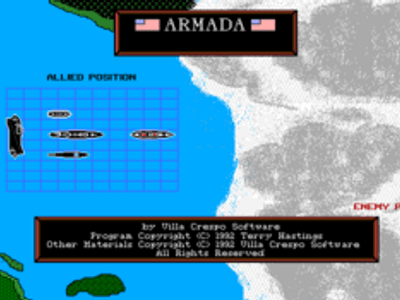 ARMADA
ALLIED POSITION
ENEMY P
by Villa Crespo Software
Program Copyright (C) 1992 Terry Hastings
Other Materials Copyright (C) 1992 Villa Crespo Software
All Rights Reserved